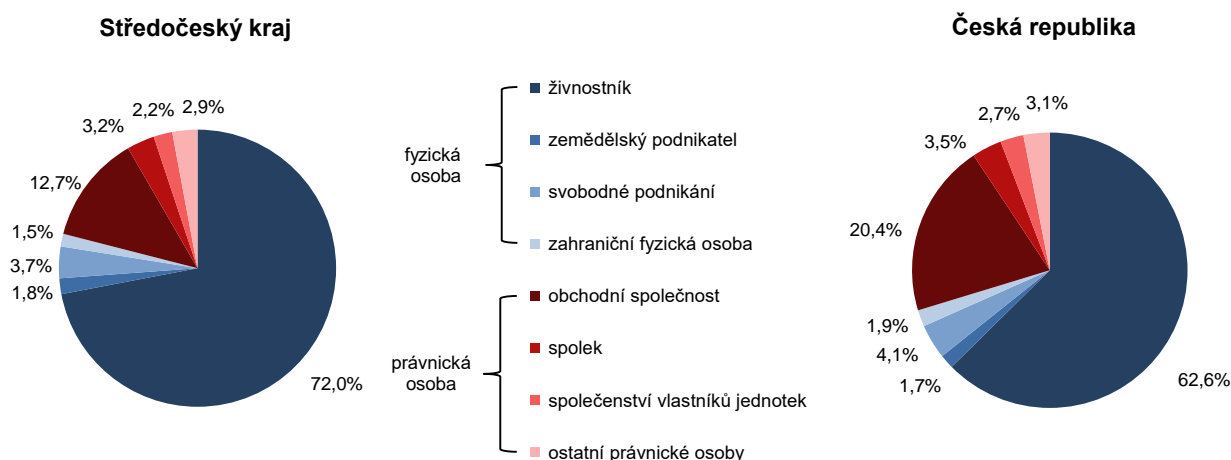 Středočeský kraj
2,9%
2,2%
3,2%
12,7%
1,5%
3,7%
1,8%
72,0%
fyzická
osoba
živnostník
zemědělský podnikatel
svobodné podnikání
zahraniční fyzická osoba
právnická
osoba
obchodní společnost
spolek
společenství vlastníků jednotek
ostatní právnické osoby
Česká republika
3,1%
2,7%
3,5%
20,4%
1,9%
4,1%
1,7%
62,6%